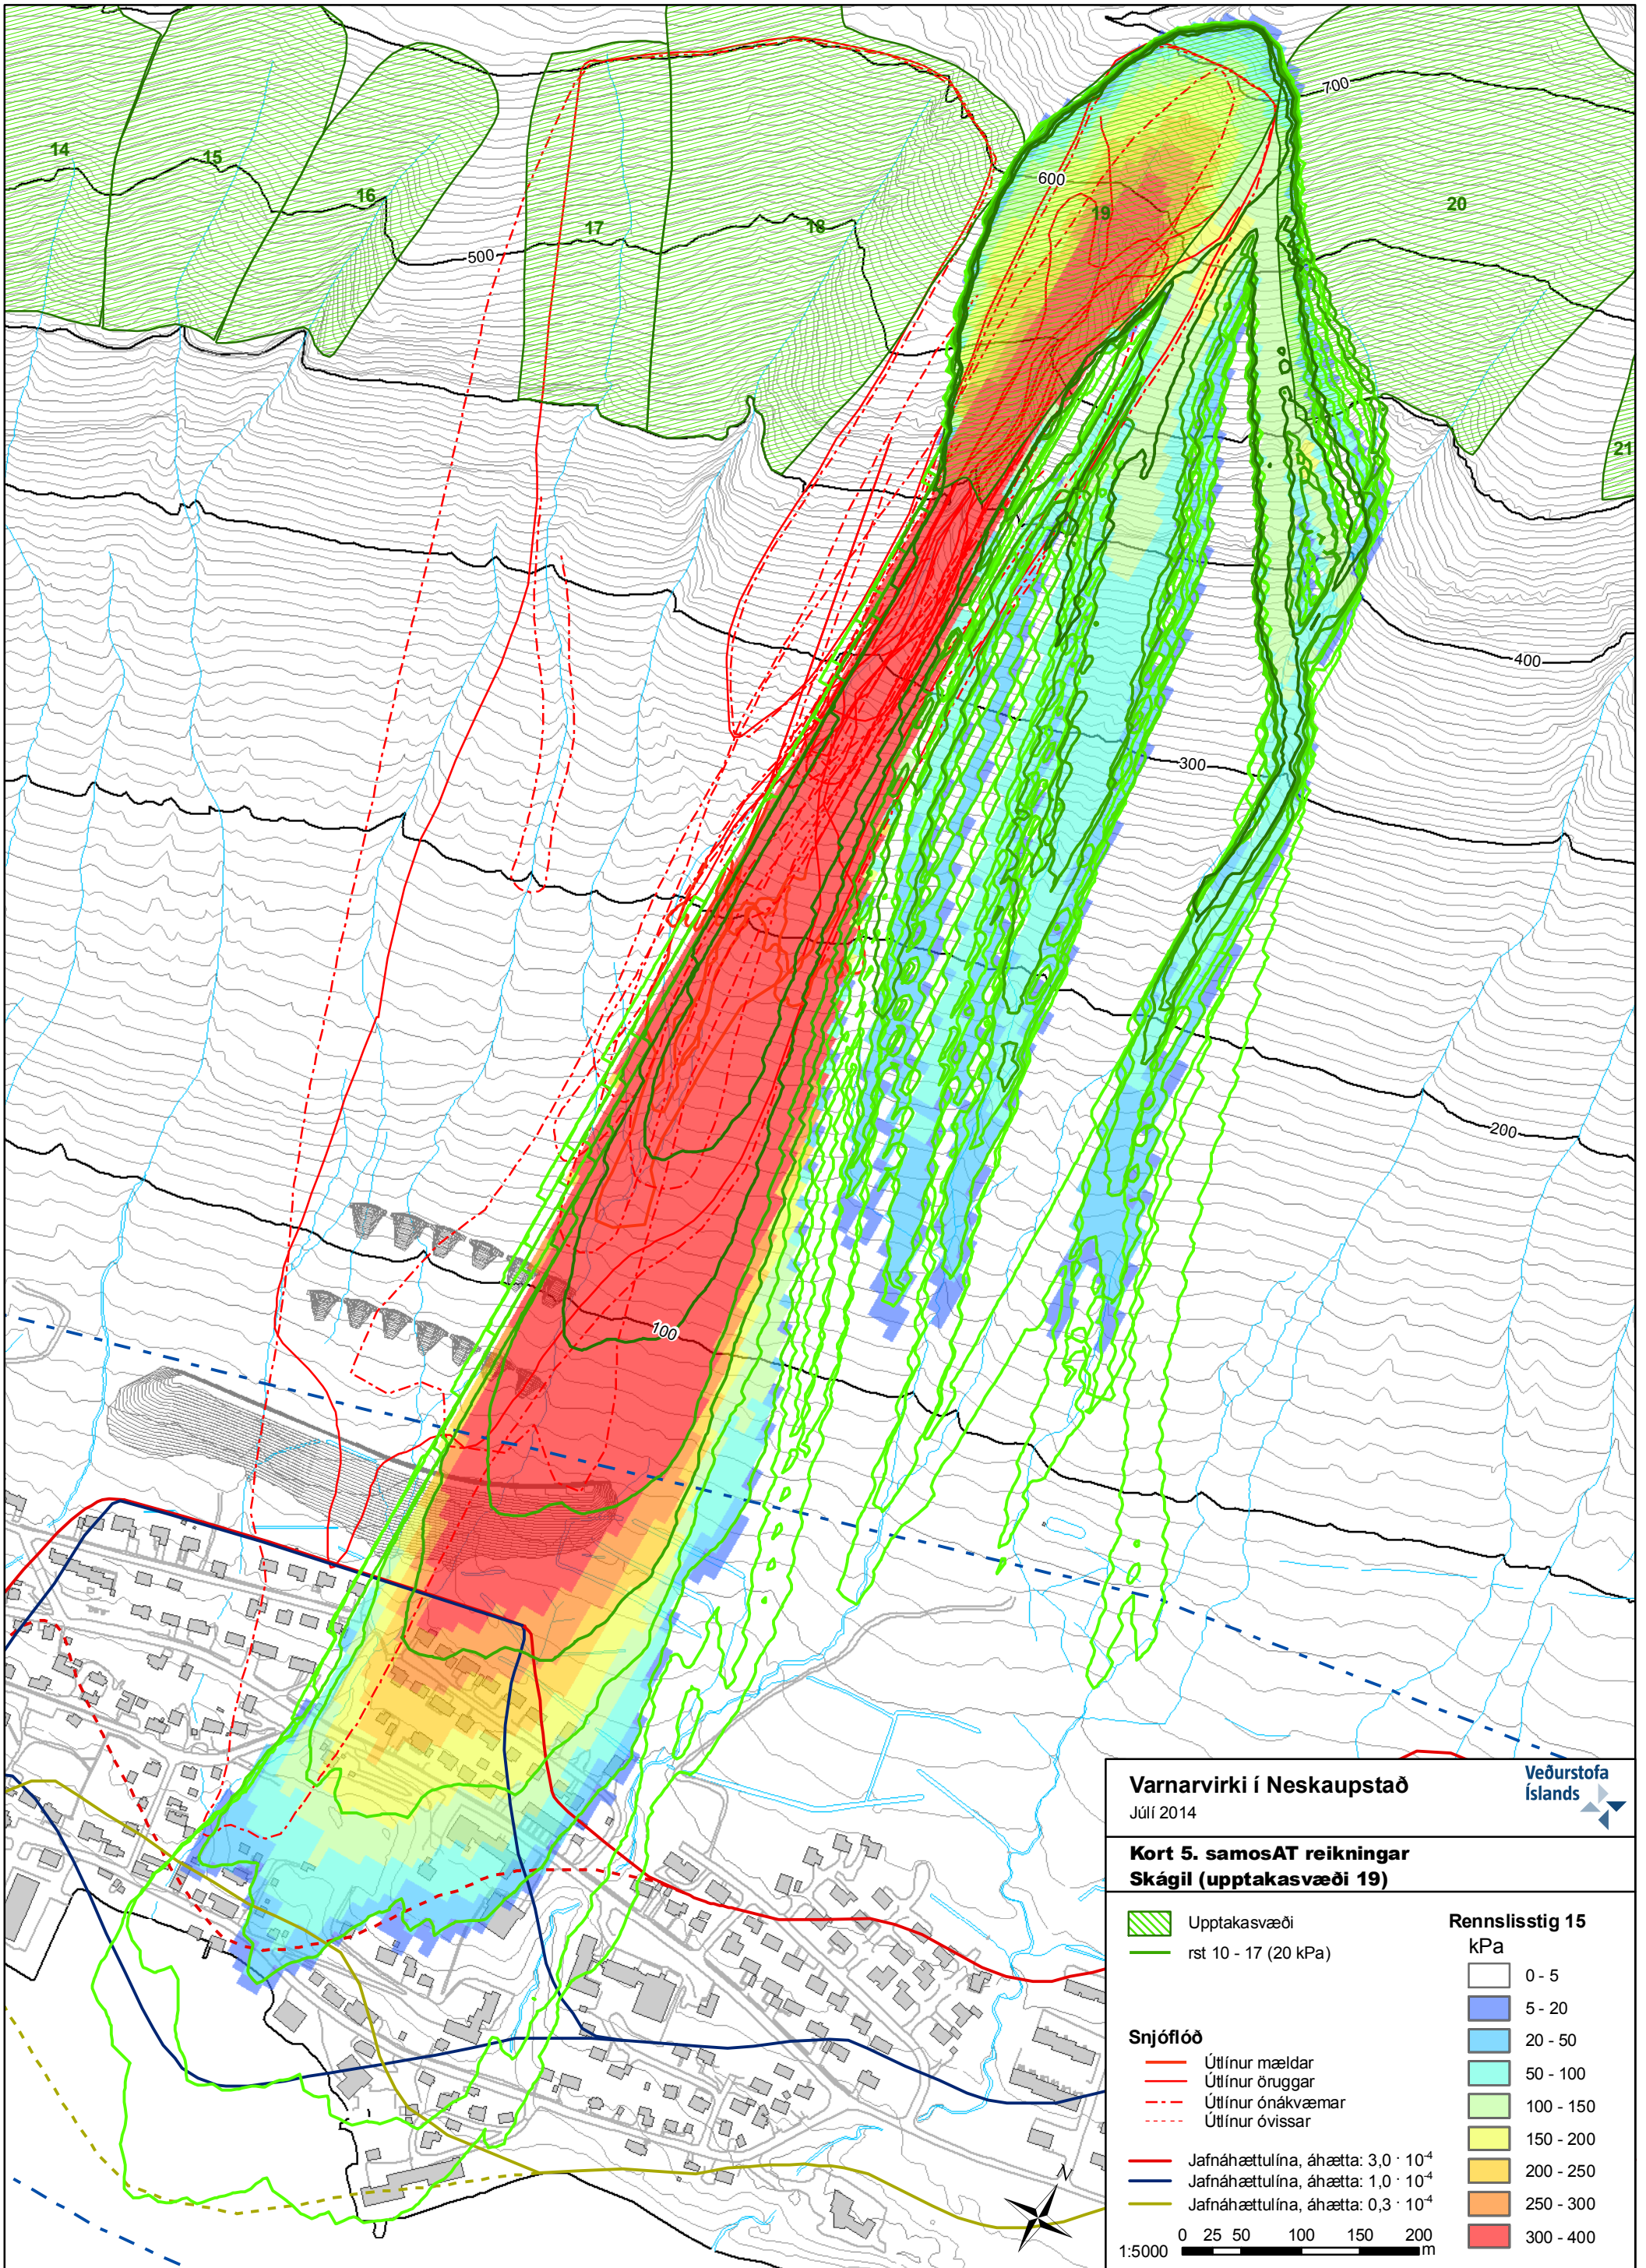 700
14
15
16
600
19
20
17
18
500
21
400
300
200
100
Varnarvirki í Neskaupstað
Júlí 2014
Veðurstofa
Íslands
Kort 5. samosAT reikningar
Skágil (upptakasvæði 19)
Upptakasvæði
rst 10 - 17 (20 kPa)
Snjóflóð
Útlínur mældar
Útlínur öruggar
Útlínur ónákvæmar
Útlínur óvissar
Jafnáhættulína, áhætta: 3,0 · 10⁻⁴
Jafnáhættulína, áhætta: 1,0 · 10⁻⁴
Jafnáhættulína, áhætta: 0,3 · 10⁻⁴
Rennslisstig 15
kPa
0 - 5
5 - 20
20 - 50
50 - 100
100 - 150
150 - 200
200 - 250
250 - 300
300 - 400
N
0 25 50 100 150 200
1:5000 m